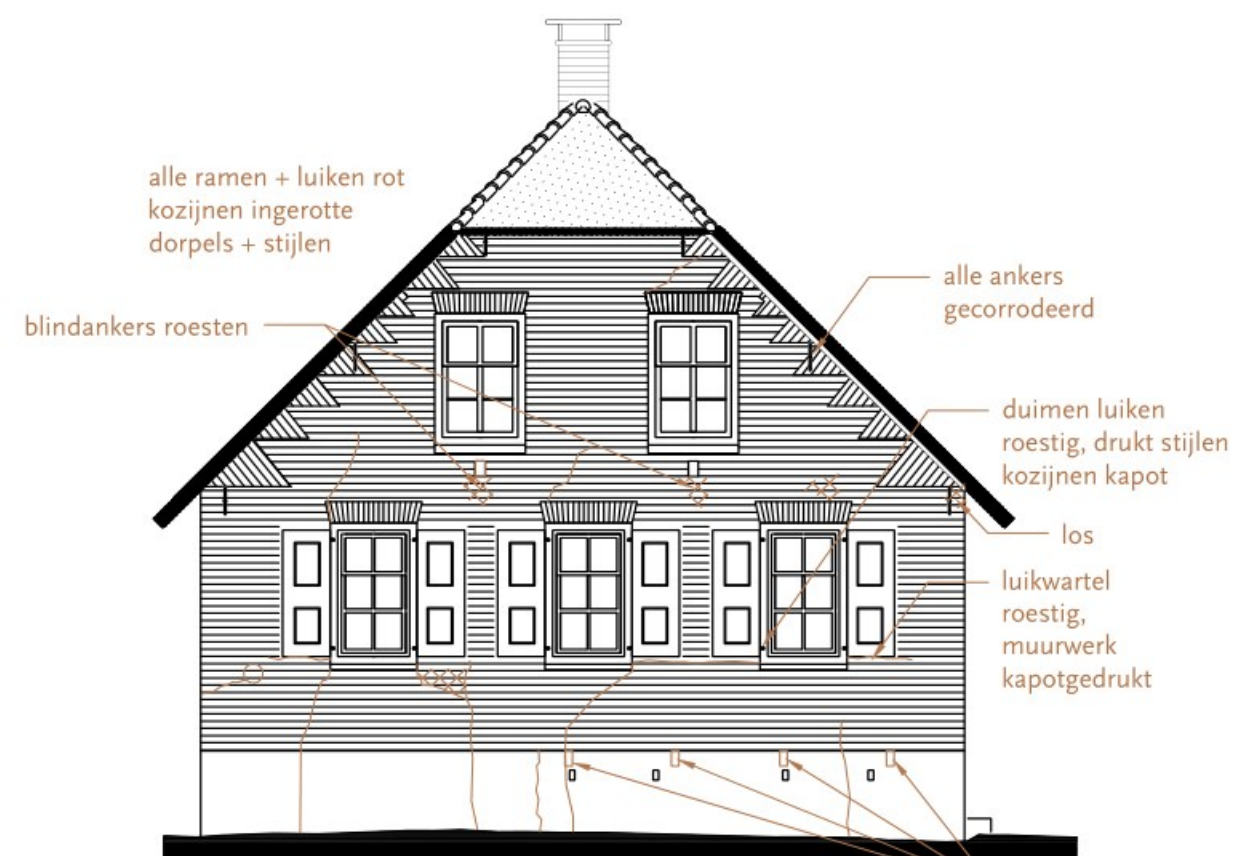 alle ramen + luiken rot
kozijnen ingerotte
dorpels + stijlen
blindankers roesten
alle ankers
gecorrodeerd
duimen luiken
roestig, drukt stijlen
kozijnen kapot
los
luikwartel
roestig,
muurwerk
kapotgedrukt